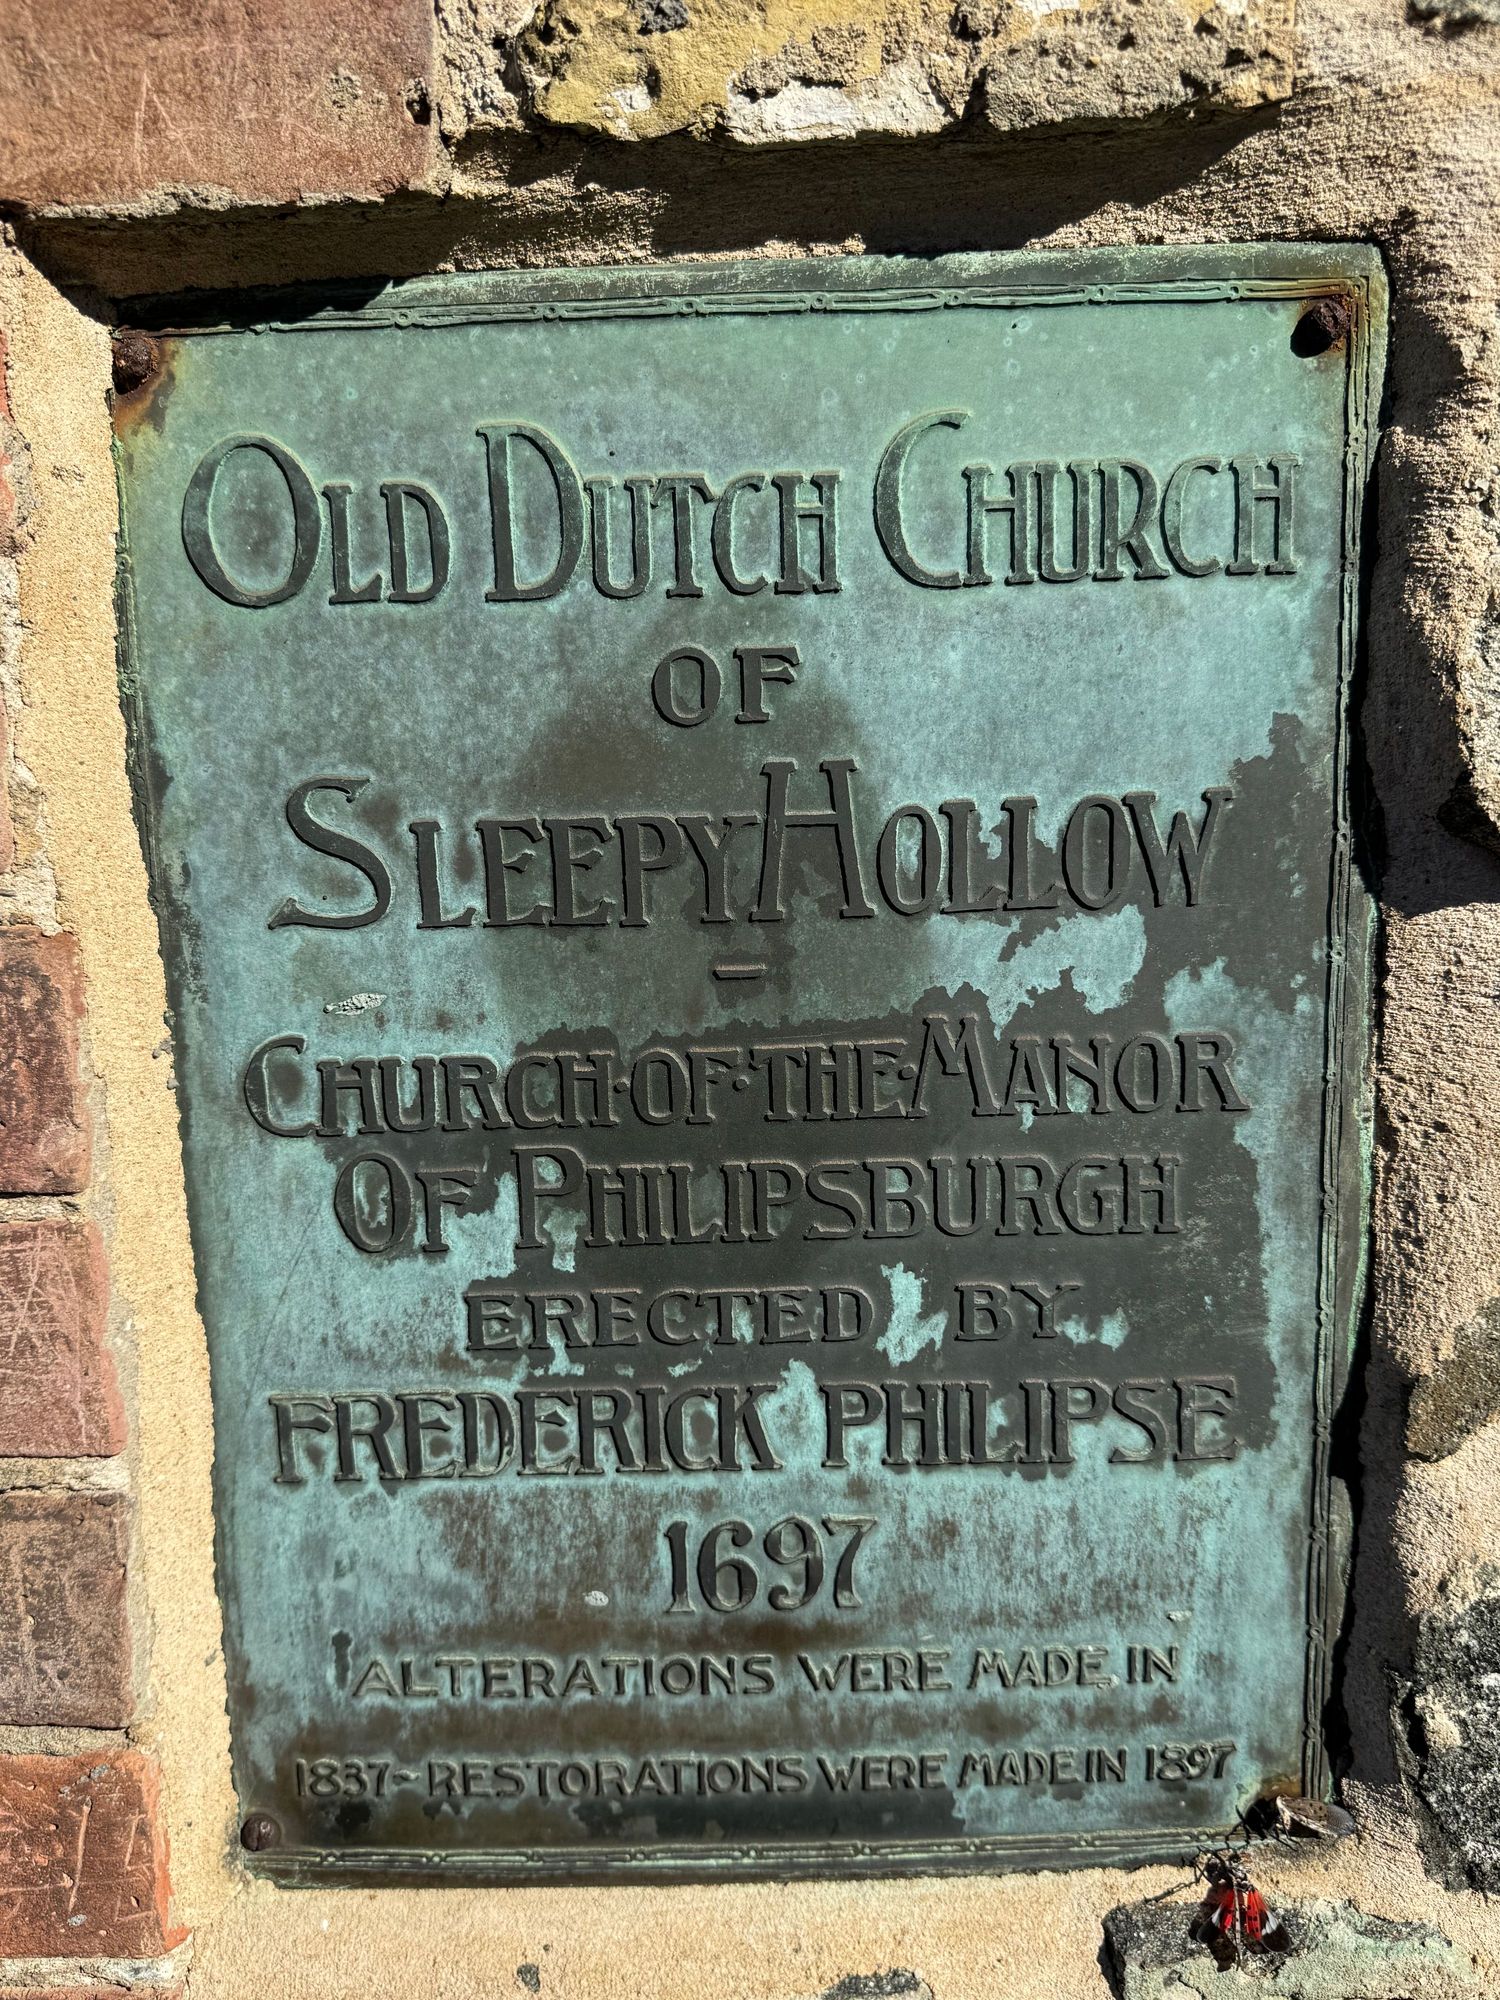 OLD DUTCH CHURCH
OF
SLEEPY HOLLOW
–
CHURCH·OF·THE·MANOR
OF PHILIPSBURGH
ERECTED BY
FREDERICK PHILIPSE
1697
ALTERATIONS WERE MADE IN
1837~RESTORATIONS WERE MADE IN 1897